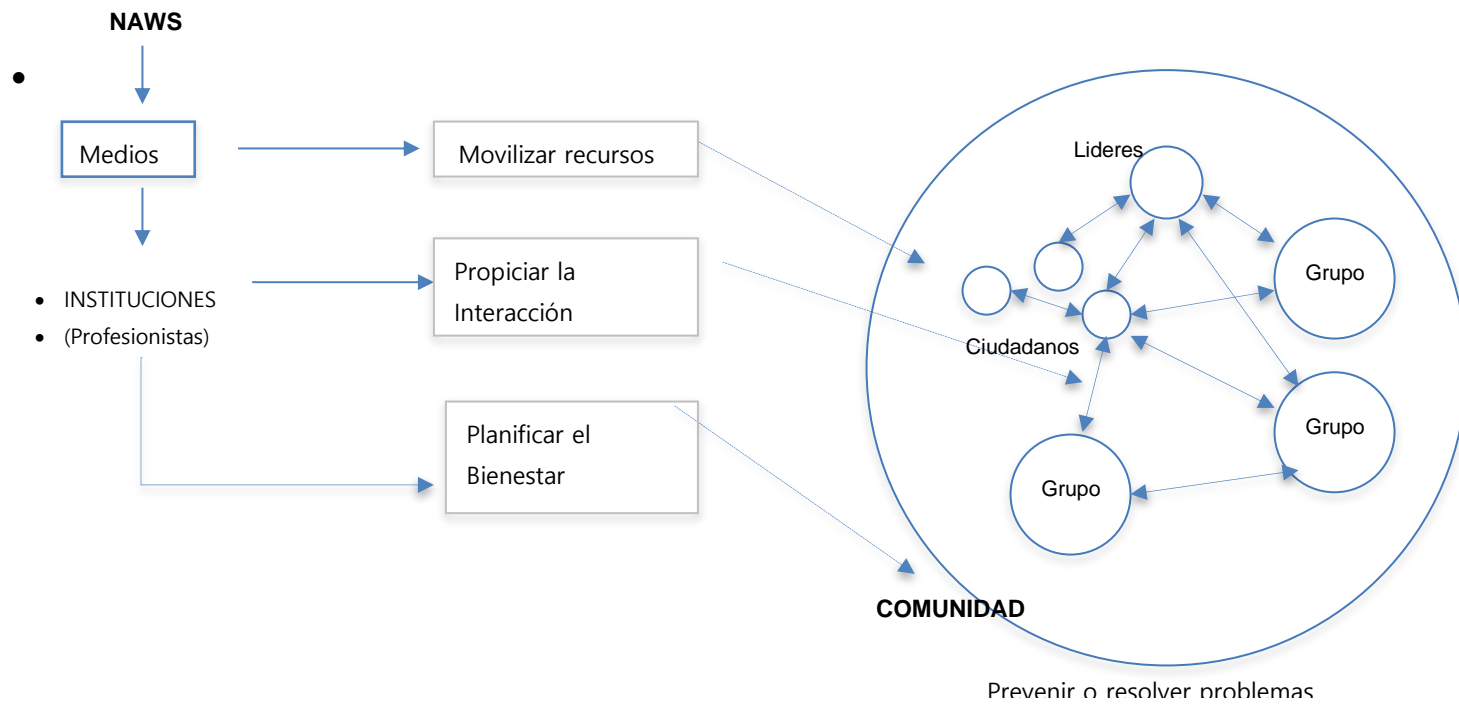 NAWS
Medios
Movilizar recursos
Propiciar la
Interacción
• INSTITUCIONES
• (Profesionistas)
Planificar el
Bienestar
Lideres
Grupo
Ciudadanos
Grupo
Grupo
COMUNIDAD
Prevenir o resolver problemas